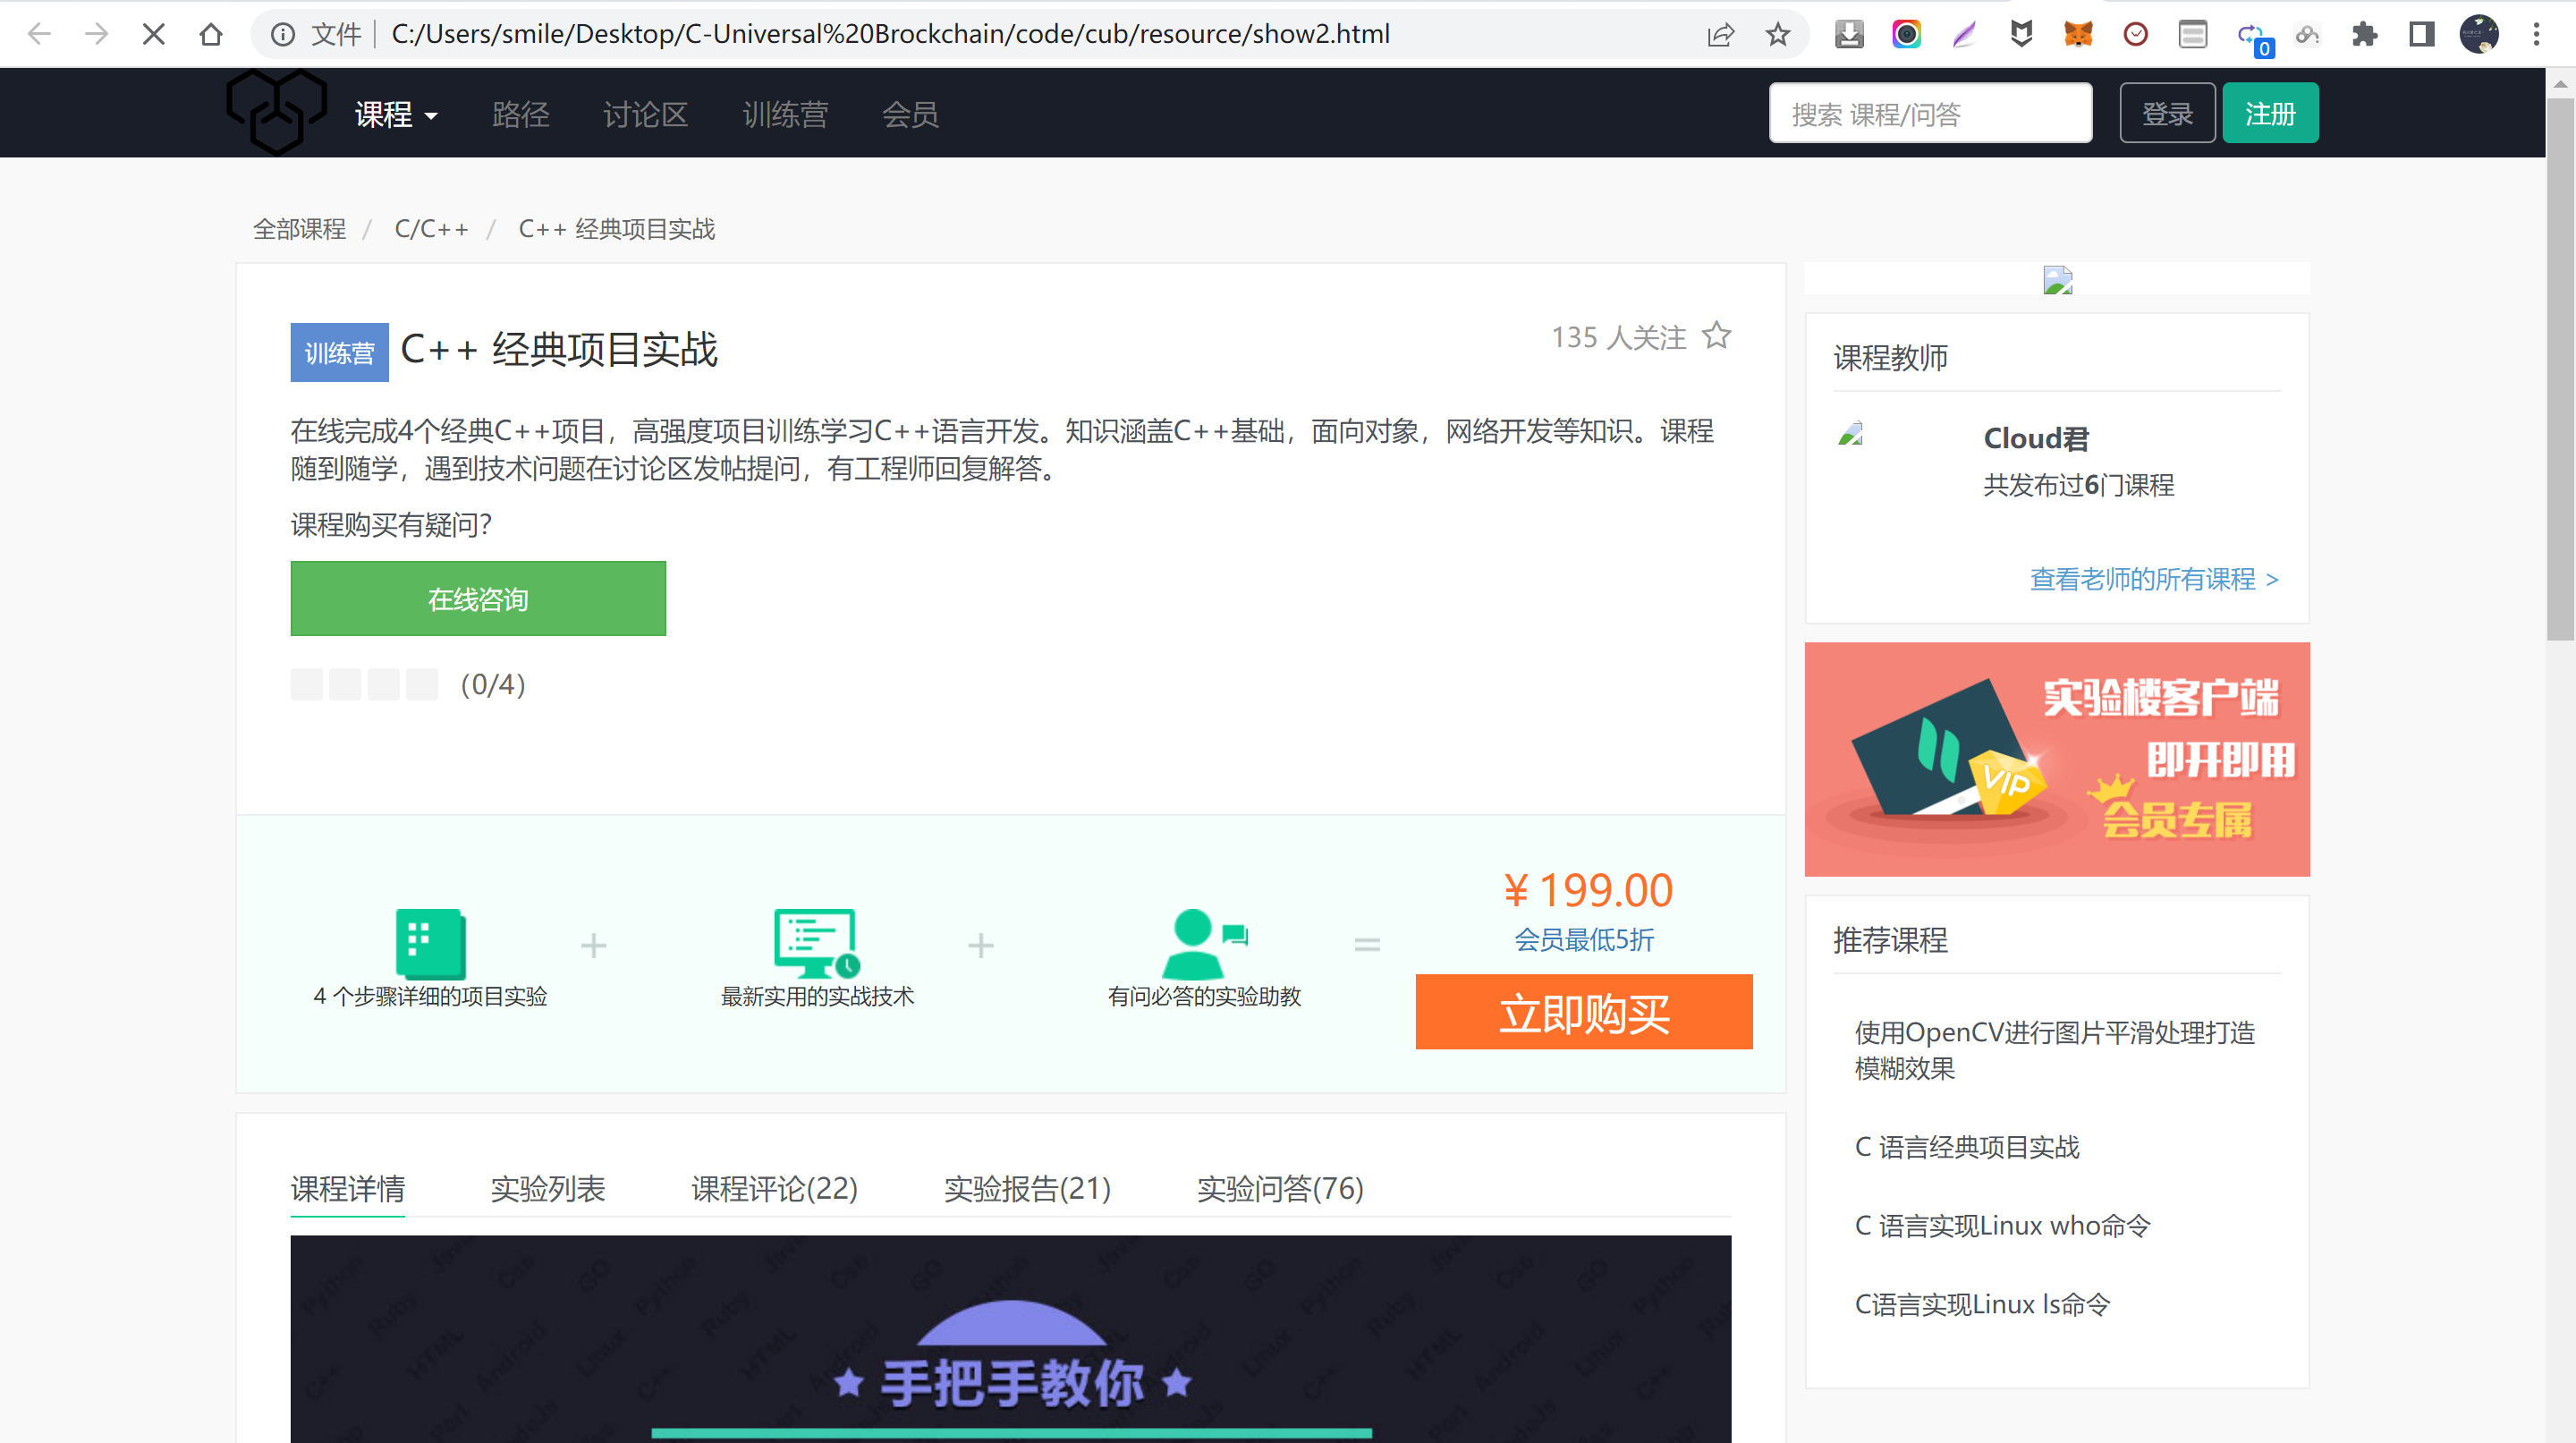 文件 C:/Users/smile/Desktop/C-Universal%20Brockchain/code/cub/resource/show2.html
0
课程 路径 讨论区 训练营 会员 搜索 课程/问答 登录 注册
全部课程 / C/C++ / C++ 经典项目实战
训练营 C++ 经典项目实战
135 人关注
在线完成4个经典C++项目，高强度项目训练学习C++语言开发。知识涵盖C++基础，面向对象，网络开发等知识。课程
随到随学，遇到技术问题在讨论区发帖提问，有工程师回复解答。
课程购买有疑问?
在线咨询
(0/4)
4 个步骤详细的项目实验
+
最新实用的实战技术
+
有问必答的实验助教
=
¥ 199.00
会员最低5折
立即购买
课程详情 实验列表 课程评论(22) 实验报告(21) 实验问答(76)
Python Ruby HTML Android Linux C++ Css GO
手把手教你
课程教师
Cloud君
共发布过6门课程
查看老师的所有课程 >
实验楼客户端
即开即用
VIP
会员专属
推荐课程
使用OpenCV进行图片平滑处理打造
模糊效果
C 语言经典项目实战
C 语言实现Linux who命令
C语言实现Linux ls命令